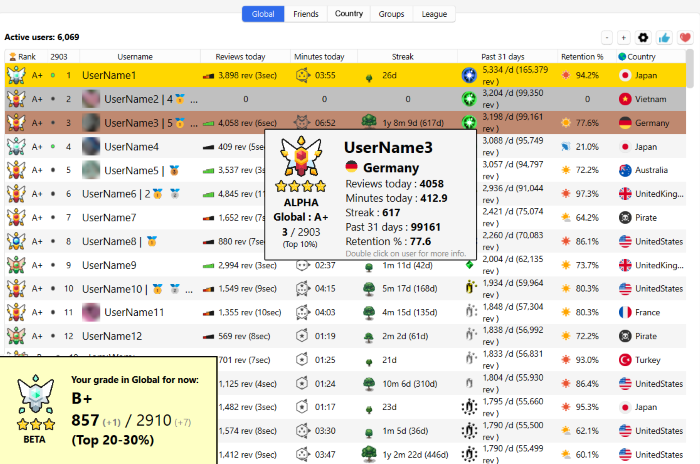 Global Friends Country Groups League
Active users: 6,069
- +
Rank 2903 Username Reviews today Minutes today Streak Past 31 days Retention % Country
A+ 1 UserName1 3,898 rev (3sec) 03:55 26d 5,334 /d (165,379 rev ) 94.2% Japan
A+ 2 UserName2 | 4 ... 0 0 0 3,204 /d (99,350 rev ) 0 Vietnam
A+ 3 UserName3 | 5 ... 4,058 rev (6sec) 06:52 1y 8m 9d (617d) 3,198 /d (99,161 rev ) 77.6% Germany
A+ 4 UserName4 409 rev (5sec 3,088 /d (95,749 rev ) 21.0% Japan
A+ 5 UserName5 | 3,537 rev (3s 3,057 /d (94,797 rev ) 72.2% Australia
A+ 6 UserName6 | 2 ... 4,845 rev (1 2,936 /d (91,044 rev ) 97.3% UnitedKing...
A+ 7 UserName7 1,652 rev (7s 2,421 /d (75,074 rev ) 64.2% Pirate
A+ 8 UserName8 | 880 rev (7sec 2,260 /d (70,083 rev ) 86.1% UnitedStates
A+ 9 UserName9 2,994 rev (3sec) 02:37 1m 11d (42d) 2,004 /d (62,135 rev ) 73.7% UnitedKing...
A+ 10 UserName10 | ... 1,549 rev (9sec) 04:15 5m 17d (168d) 1,934 /d (59,964 rev ) 80.3% UnitedStates
A+ 11 UserName11 1,355 rev (10sec) 04:03 4m 15d (135d) 1,848 /d (57,304 rev ) 80.3% France
A+ 12 UserName12 569 rev (8sec) 01:19 2m 2d (61d) 1,838 /d (56,992 rev ) 72.2% Pirate
701 rev (7sec) 01:25 21d 1,833 /d (56,831 rev ) 93.0% Turkey
1,125 rev (4sec) 01:24 10m 6d (310d) 1,804 /d (55,930 rev ) 86.4% UnitedStates
1,482 rev (3sec) 01:17 23d 1,795 /d (55,660 rev ) 95.3% Japan
1,574 rev (8sec) 03:30 1m 5d (36d) 1,790 /d (55,500 rev ) 62.1% UnitedStates
1,412 rev (9sec) 03:47 1y 2m 22d (446d) 1,790 /d (55,499 rev ) 60.1% UnitedStates
UserName3
Germany
Reviews today : 4058
Minutes today : 412.9
Streak : 617
Past 31 days : 99161
Retention % : 77.6
Double click on user for more info.
ALPHA
Global : A+
3 / 2903
(Top 10%)
Your grade in Global for now:
B+
857 (+1) / 2910 (+7)
(Top 20-30%)
BETA